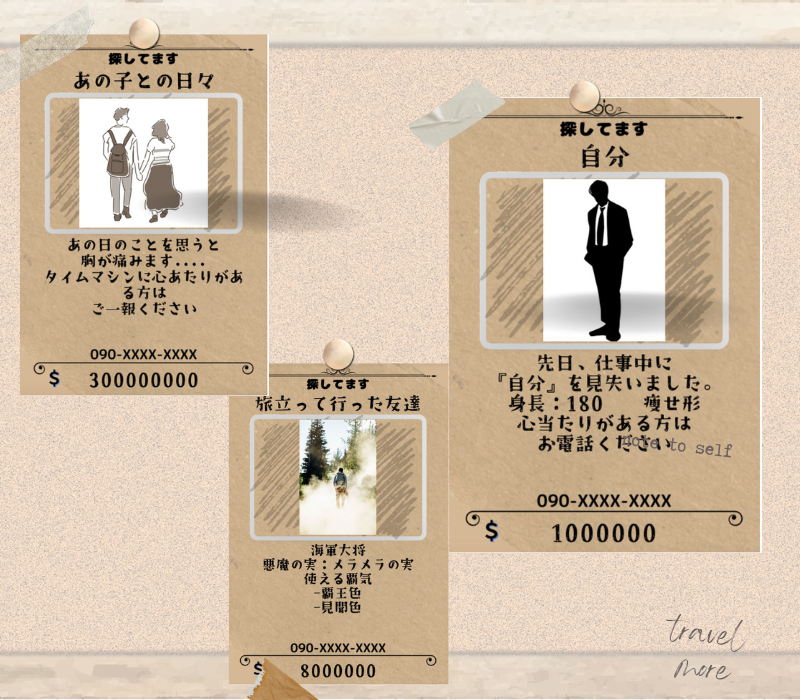 探してます
あの子との日々
あの日のことを思うと
胸が痛みます....
タイムマシンに心あたりがあ
る方は
ご一報ください
090-XXXX-XXXX
$ 300000000
探してます
旅立って行った友達
海軍大将
悪魔の実：メラメラの実
使える覇気
-覇王色
-見聞色
090-XXXX-XXXX
$ 8000000
探してます
自分
先日、仕事中に
『自分』を見失いました。
身長：180　痩せ形
心当たりがある方は
お電話ください
note to self
090-XXXX-XXXX
$ 1000000
travel
more